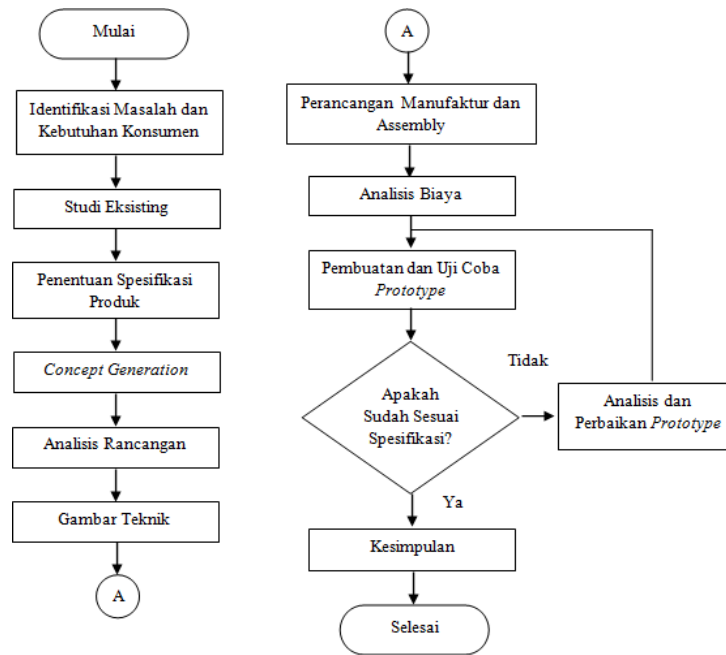 Mulai
Identifikasi Masalah dan
Kebutuhan Konsumen
Studi Eksisting
Penentuan Spesifikasi
Produk
Concept Generation
Analisis Rancangan
Gambar Teknik
A
A
Perancangan Manufaktur dan
Assembly
Analisis Biaya
Pembuatan dan Uji Coba
Prototype
Apakah
Sudah Sesuai
Spesifikasi?
Tidak
Analisis dan
Perbaikan Prototype
Ya
Kesimpulan
Selesai